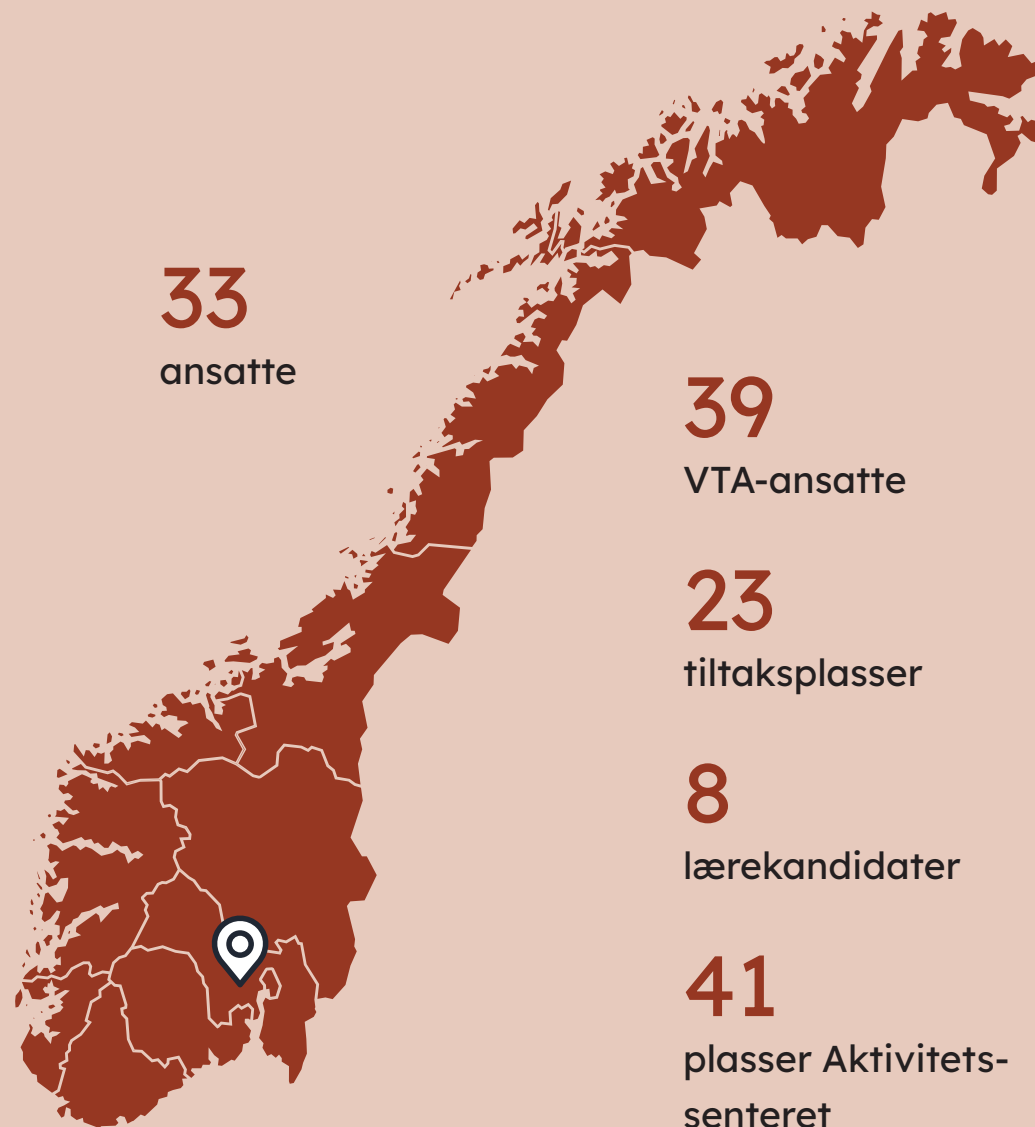 33
ansatte
39
VTA-ansatte
23
tiltaksplasser
8
lærekandidater
41
plasser Aktivitets-
senteret